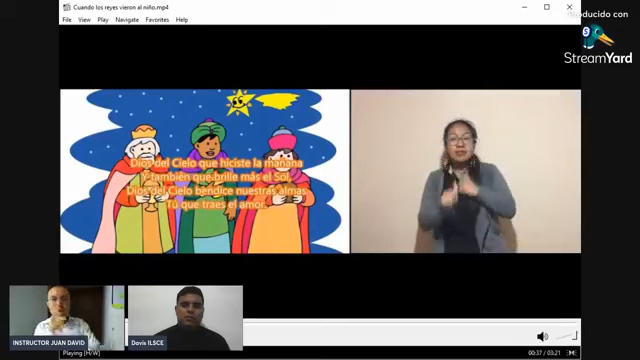 Cuando los reyes vieron al niño.mp4
File View Play Navigate Favorites Help
oducido con
StreamYard
Dios del Cielo que hiciste la mañana
Y también que brille más el Sol,
Dios del Cielo bendice nuestras almas
Tú que traes el amor.
INSTRUCTOR JUAN DAVID
Dovis ILSCE
Playing [H/W]
00:37 / 03:21